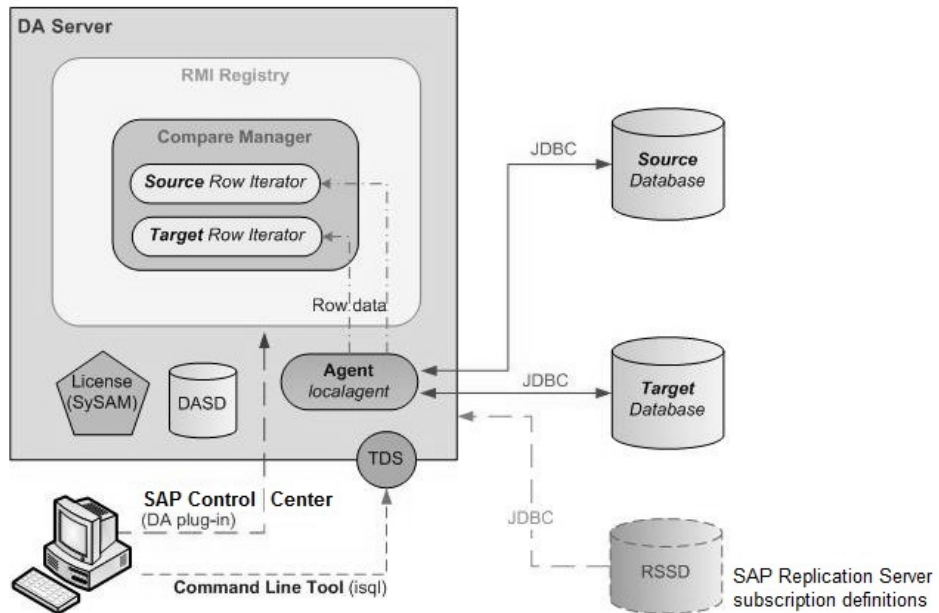 DA Server
RMI Registry
Compare Manager
Source Row Iterator
Target Row Iterator
Row data
License
(SySAM)
DASD
Agent
localagent
TDS
JDBC
Source
Database
JDBC
Target
Database
JDBC
RSSD
SAP Replication Server
subscription definitions
SAP Control Center
(DA plug-in)
Command Line Tool (isql)